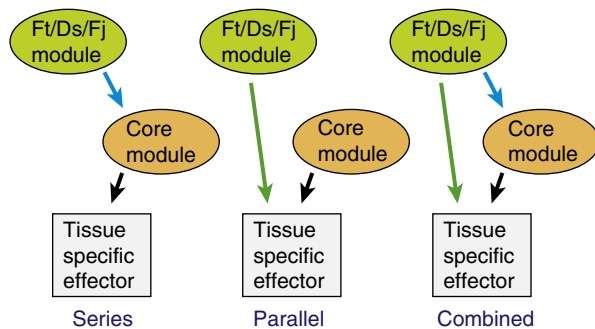 Ft/Ds/Fj
module
Ft/Ds/Fj
module
Ft/Ds/Fj
module
Core
module
Core
module
Core
module
Tissue
specific
effector
Tissue
specific
effector
Tissue
specific
effector
Series
Parallel
Combined